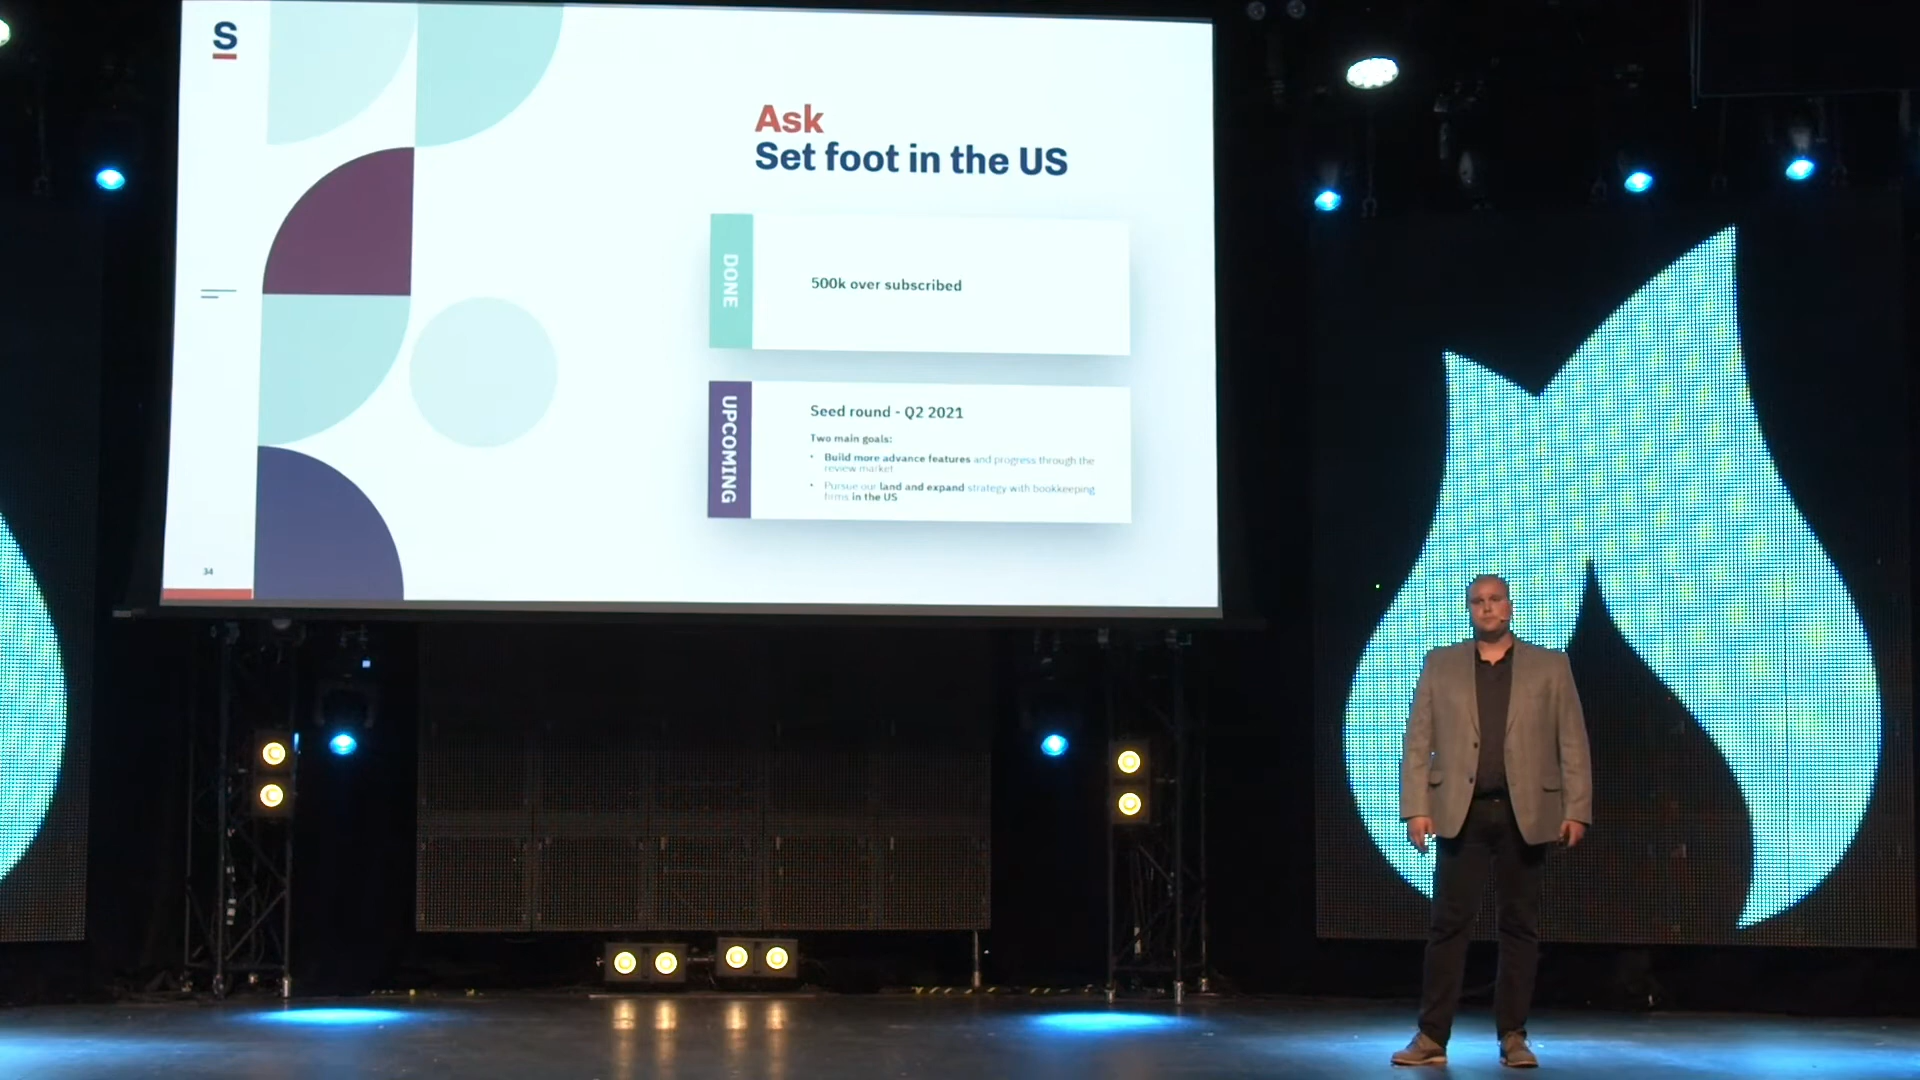 S
Ask
Set foot in the US
DONE
500k over subscribed
UPCOMING
Seed round - Q2 2021
Two main goals:
• Build more advance features and progress through the
review market
• Pursue our land and expand strategy with bookkeeping
firms in the US
34